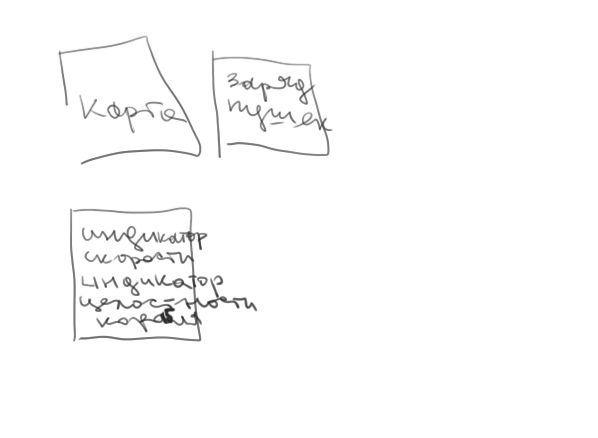 Карта
Заряд
пушек
индикатор
скорости
индикатор
целостности
корабля